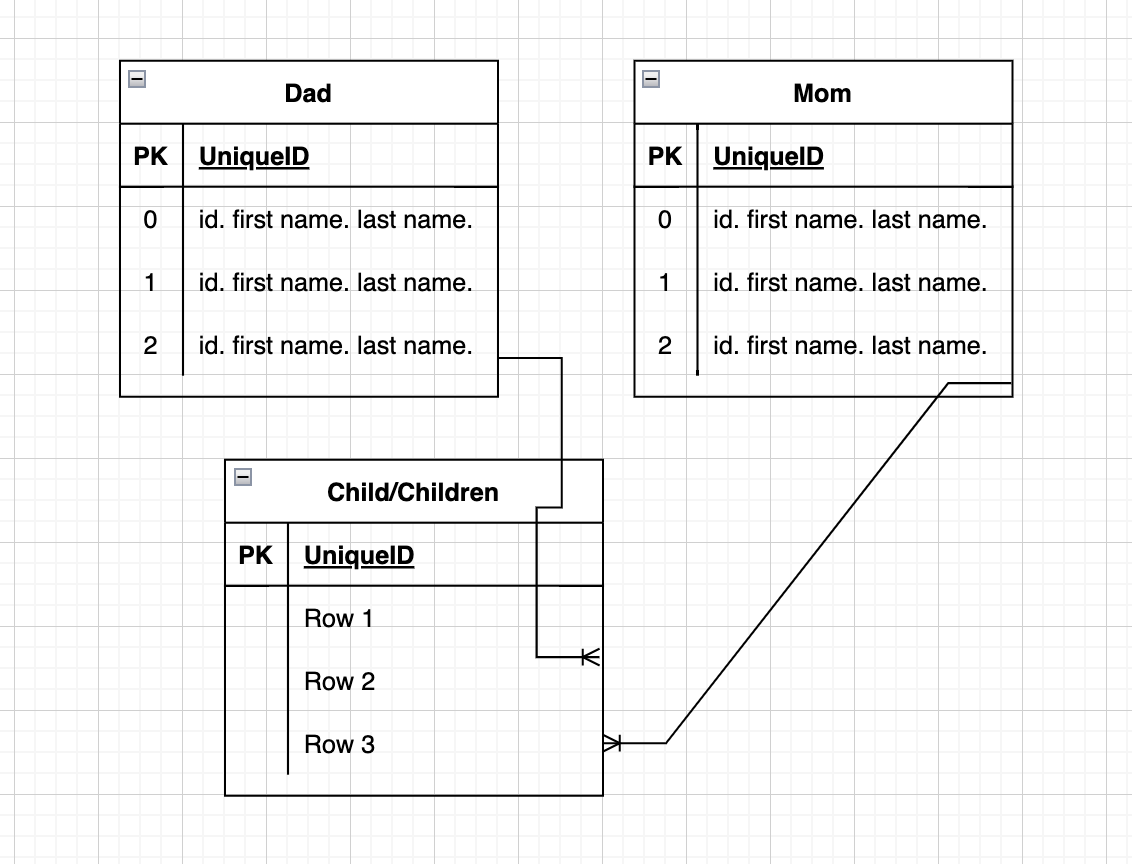 Dad
PK UniqueID
0 id. first name. last name.
1 id. first name. last name.
2 id. first name. last name.
Mom
PK UniqueID
0 id. first name. last name.
1 id. first name. last name.
2 id. first name. last name.
Child/Children
PK UniqueID
Row 1
Row 2
Row 3